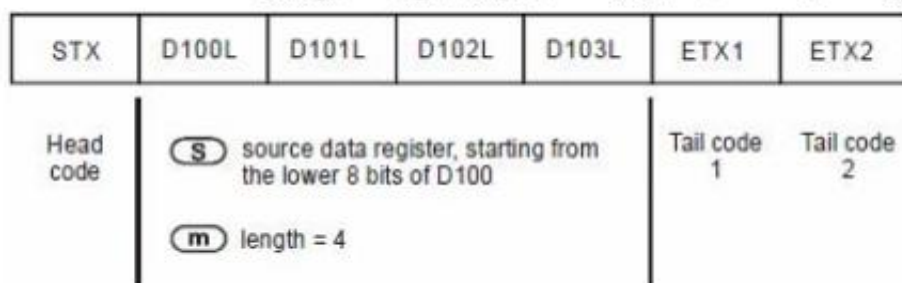 STX D100L D101L D102L D103L ETX1 ETX2
Head code
S source data register, starting from the lower 8 bits of D100
m length = 4
Tail code 1
Tail code 2